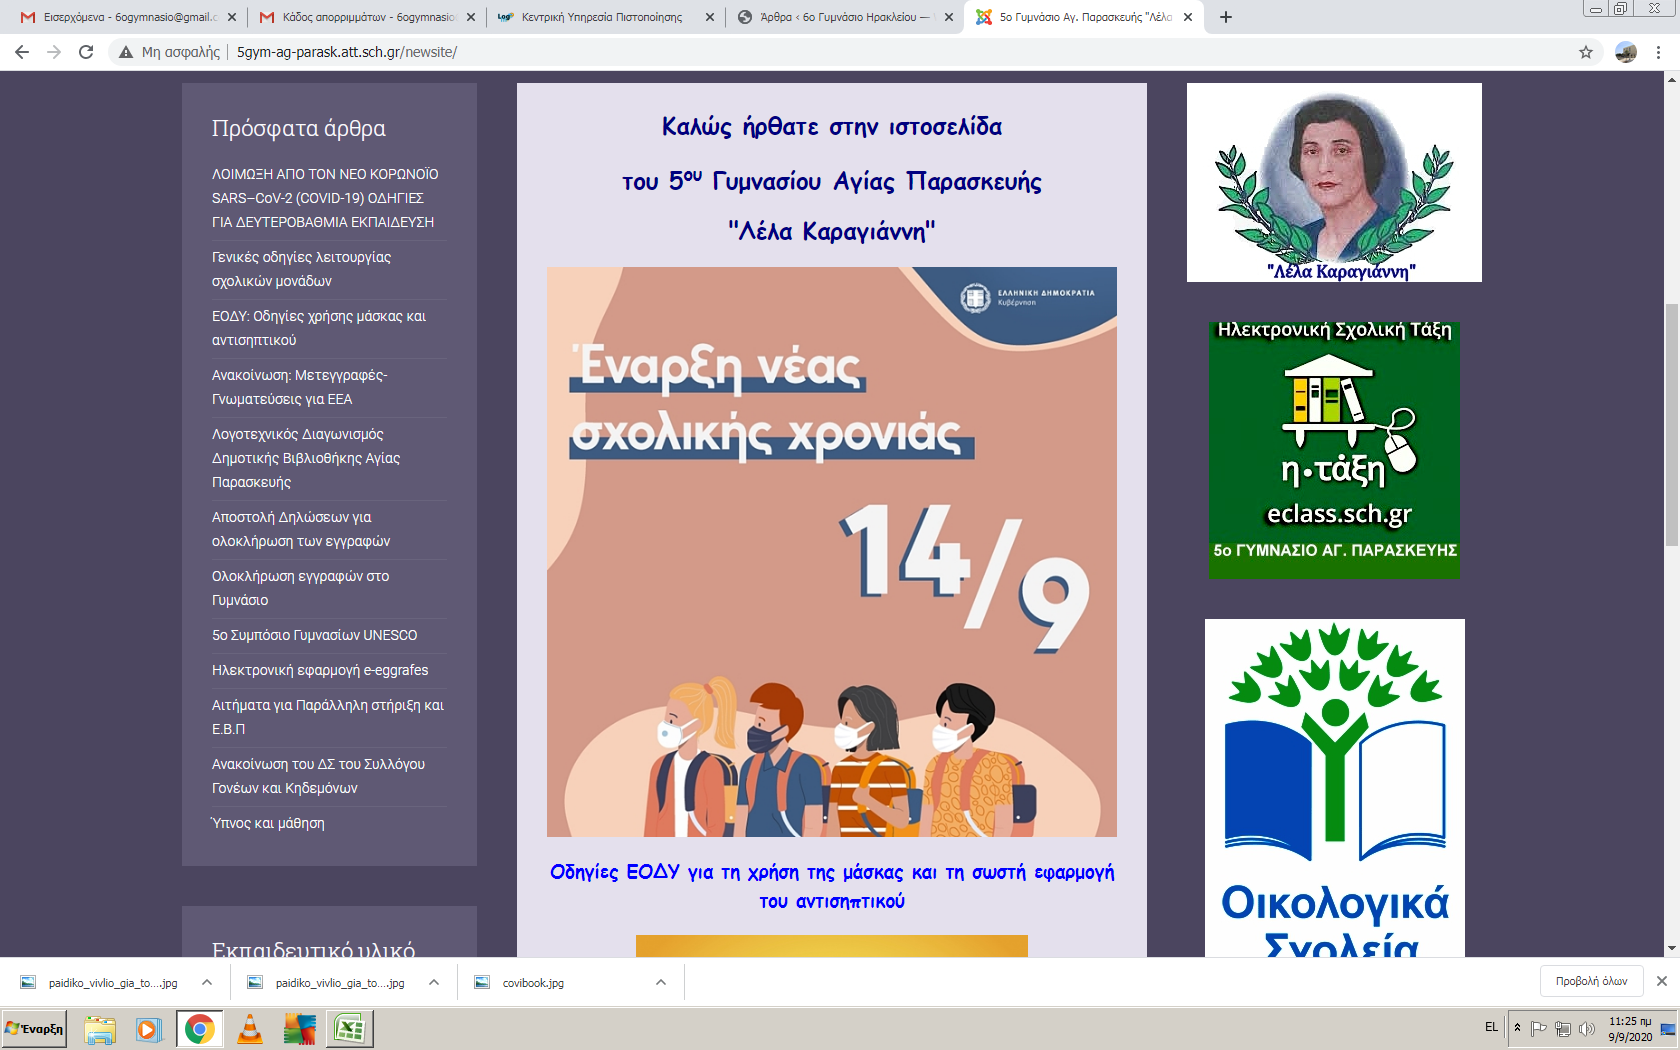 Εισερχόμενα - 6ogymnasio@gmail.c
Κάδος απορριμμάτων - 6ogymnasio
Κεντρική Υπηρεσία Πιστοποίησης
Άρθρα ‹ 6ο Γυμνάσιο Ηρακλείου —
5ο Γυμνάσιο Αγ. Παρασκευής "Λέλα
Μη ασφαλής
5gym-ag-parask.att.sch.gr/newsite/
Πρόσφατα άρθρα
ΛΟΙΜΩΞΗ ΑΠΟ ΤΟΝ ΝΕΟ ΚΟΡΩΝΟΪΟ
SARS–CoV-2 (COVID-19) ΟΔΗΓΙΕΣ
ΓΙΑ ΔΕΥΤΕΡΟΒΑΘΜΙΑ ΕΚΠΑΙΔΕΥΣΗ
Γενικές οδηγίες λειτουργίας
σχολικών μονάδων
ΕΟΔΥ: Οδηγίες χρήσης μάσκας και
αντισηπτικού
Ανακοίνωση: Μετεγγραφές-
Γνωματεύσεις για ΕΕΑ
Λογοτεχνικός Διαγωνισμός
Δημοτικής Βιβλιοθήκης Αγίας
Παρασκευής
Αποστολή Δηλώσεων για
ολοκλήρωση των εγγραφών
Ολοκλήρωση εγγραφών στο
Γυμνάσιο
5ο Συμπόσιο Γυμνασίων UNESCO
Ηλεκτρονική εφαρμογή e-eggrafes
Αιτήματα για Παράλληλη στήριξη και
Ε.Β.Π
Ανακοίνωση του ΔΣ του Συλλόγου
Γονέων και Κηδεμόνων
Ύπνος και μάθηση
Εκπαιδευτικό υλικό
Καλώς ήρθατε στην ιστοσελίδα
του 5ου Γυμνασίου Αγίας Παρασκευής
"Λέλα Καραγιάννη"
ΕΛΛΗΝΙΚΗ ΔΗΜΟΚΡΑΤΙΑ
Κυβέρνηση
Έναρξη νέας
σχολικής χρονιάς
14/9
Οδηγίες ΕΟΔΥ για τη χρήση της μάσκας και τη σωστή εφαρμογή
του αντισηπτικού
"Λέλα Καραγιάννη"
Ηλεκτρονική Σχολική Τάξη
η·τάξη
eclass.sch.gr
5ο ΓΥΜΝΑΣΙΟ ΑΓ. ΠΑΡΑΣΚΕΥΗΣ
Οικολογικά
Σχολεία
paidiko_vivlio_gia_to....jpg
paidiko_vivlio_gia_to....jpg
covibook.jpg
Προβολή όλων
Έναρξη
EL
11:25 πμ
9/9/2020